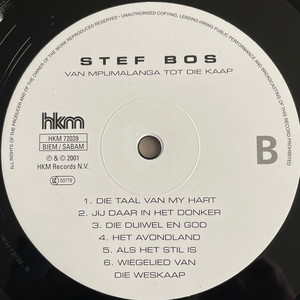 ALL RIGHTS OF THE PRODUCER AND OF THE OWNER OF THE WORK REPRODUCED RESERVED • UNAUTHORISED COPYING, LENDING HIRING PUBLIC PERFORMANCE AND BROADCASTING OF THIS RECORD PROHIBITED
STEF BOS
VAN MPUMALANGA TOT DIE KAAP
hkm
HKM 72039
BIEM / SABAM
℗ & © 2001
HKM Records N.V.
03779
B
1. DIE TAAL VAN MY HART
2. JIJ DAAR IN HET DONKER
3. DIE DUIWEL EN GOD
4. HET AVONDLAND
5. ALS HET STIL IS
6. WIEGELIED VAN
DIE WESKAAP